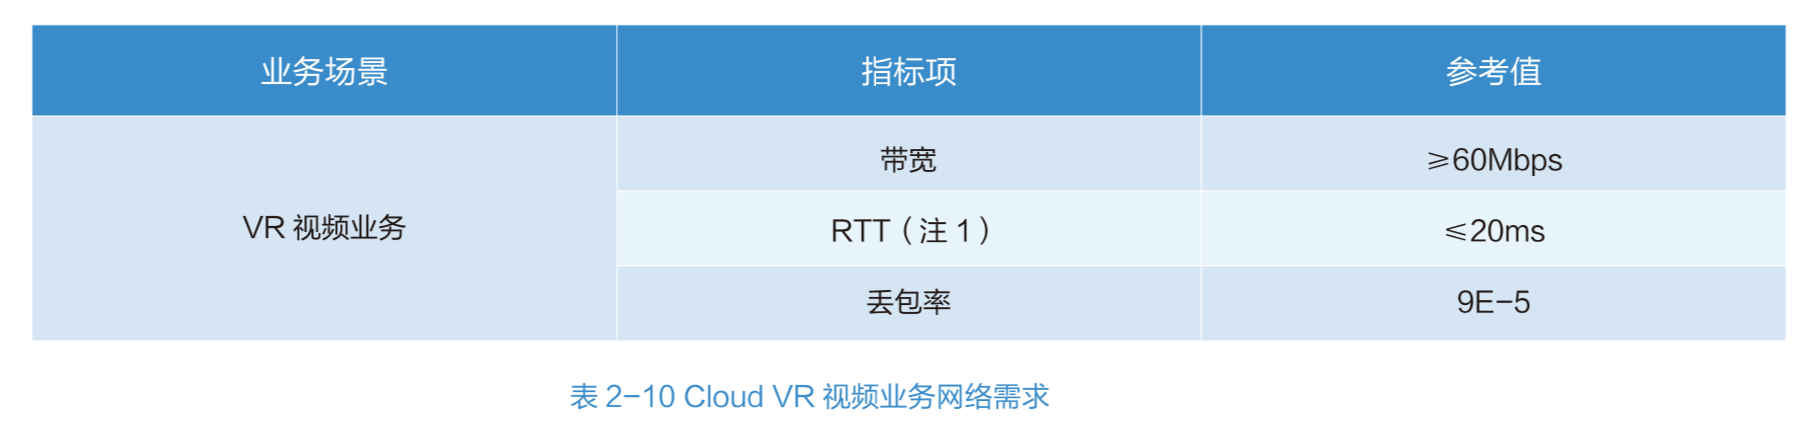 业务场景 指标项 参考值
带宽 ≥60Mbps
VR 视频业务 RTT（注 1） ≤20ms
丢包率 9E-5
表 2-10 Cloud VR 视频业务网络需求